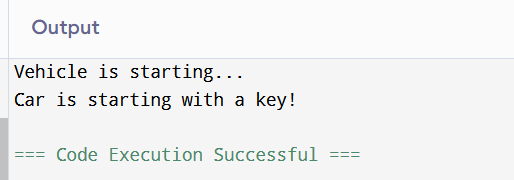 Output
Vehicle is starting...
Car is starting with a key!
=== Code Execution Successful ===